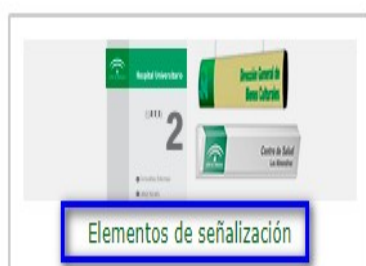 Hospital Universitario
2
Dirección General de
Bienes Culturales
Centro de Salud
Elementos de señalización